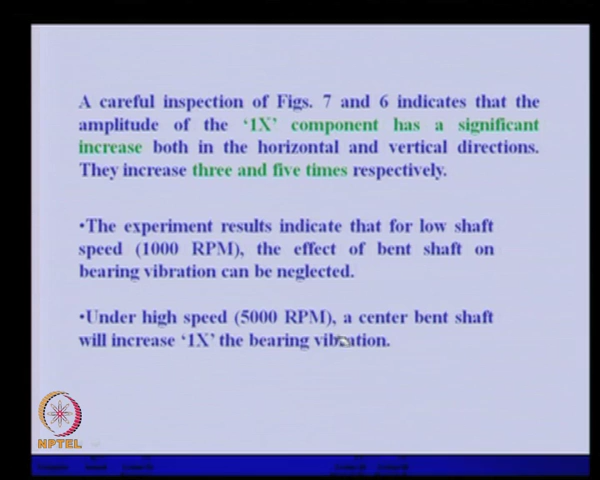 A careful inspection of Figs. 7 and 6 indicates that the
amplitude of the ‘1X’ component has a significant
increase both in the horizontal and vertical directions.
They increase three and five times respectively.
•The experiment results indicate that for low shaft
speed (1000 RPM), the effect of bent shaft on
bearing vibration can be neglected.
•Under high speed (5000 RPM), a center bent shaft
will increase ‘1X’ the bearing vibration.
NPTEL